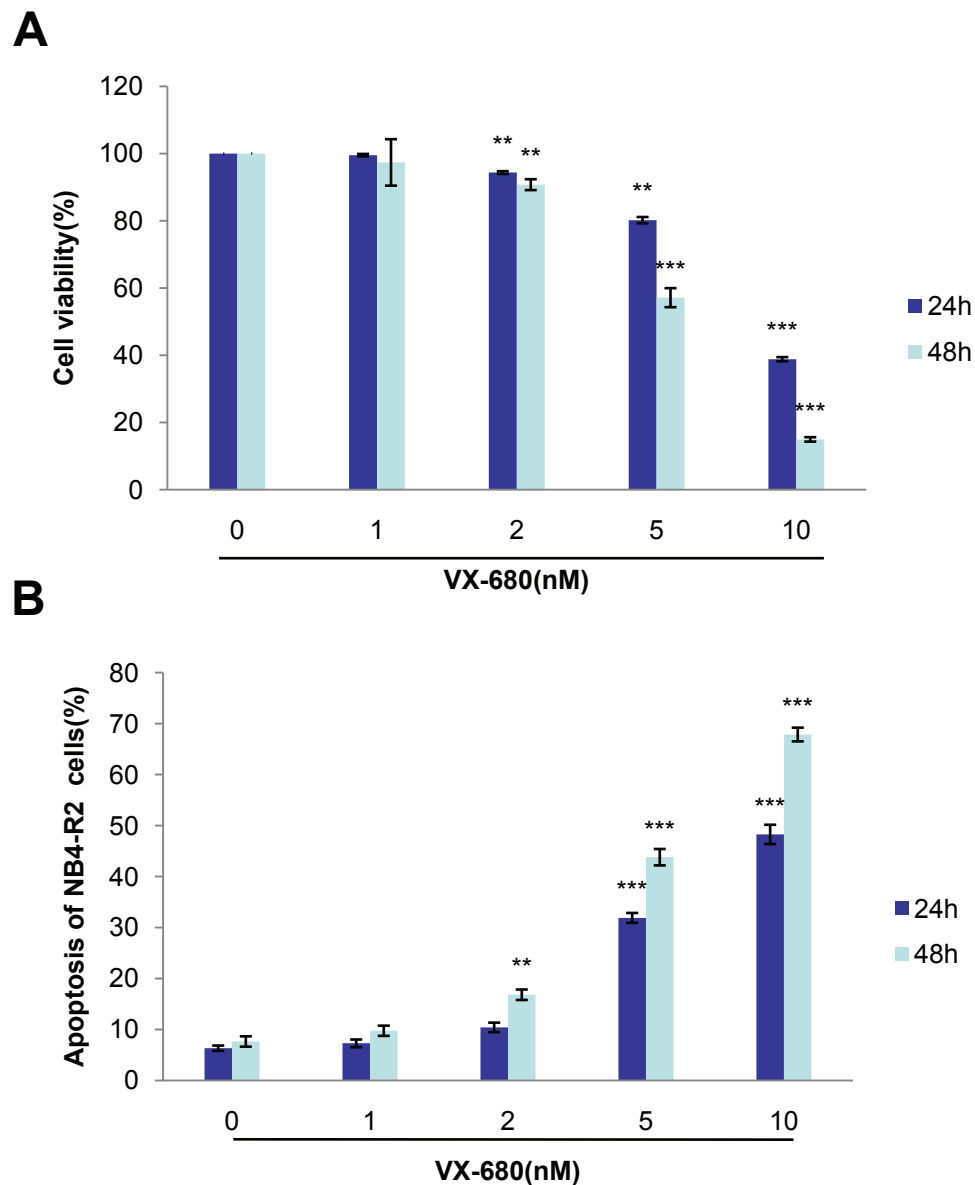 A
120
100
80
60
40
20
0
Cell viability(%)
** ** ** *** *** ***
24h
48h
0 1 2 5 10
VX-680(nM)
B
80
70
60
50
40
30
20
10
0
Apoptosis of NB4-R2 cells(%)
** *** *** *** ***
24h
48h
0 1 2 5 10
VX-680(nM)